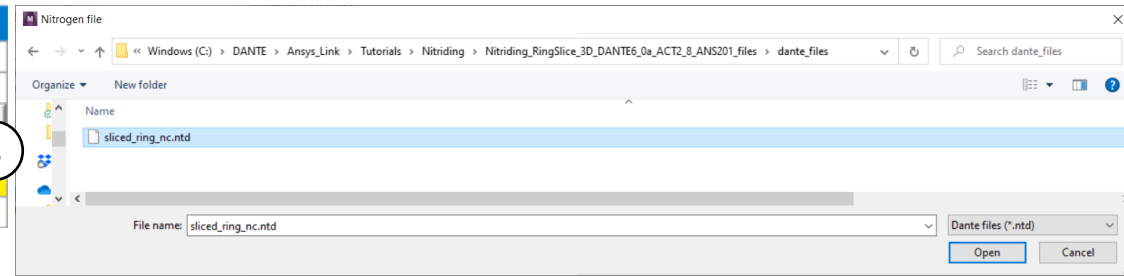 M Nitrogen file
« Windows (C:) > DANTE > Ansys_Link > Tutorials > Nitriding > Nitriding_RingSlice_3D_DANTE6_0a_ACT2_8_ANS201_files > dante_files
Search dante_files
Organize New folder
?
Name
sliced_ring_nc.ntd
File name: sliced_ring_nc.ntd
Dante files (*.ntd)
Open Cancel